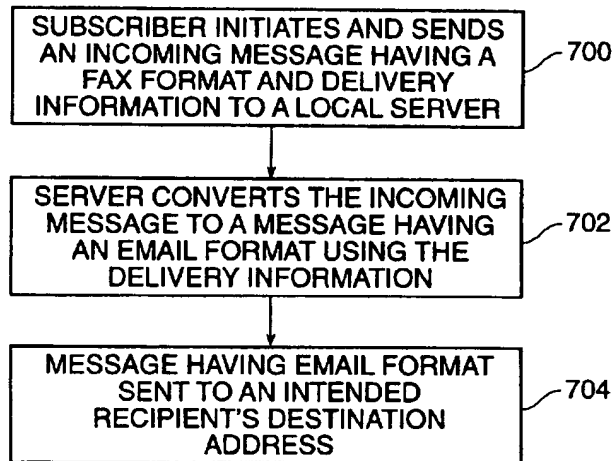 SUBSCRIBER INITIATES AND SENDS
AN INCOMING MESSAGE HAVING A
FAX FORMAT AND DELIVERY
INFORMATION TO A LOCAL SERVER
700
SERVER CONVERTS THE INCOMING
MESSAGE TO A MESSAGE HAVING
AN EMAIL FORMAT USING THE
DELIVERY INFORMATION
702
MESSAGE HAVING EMAIL FORMAT
SENT TO AN INTENDED
RECIPIENT'S DESTINATION
ADDRESS
704